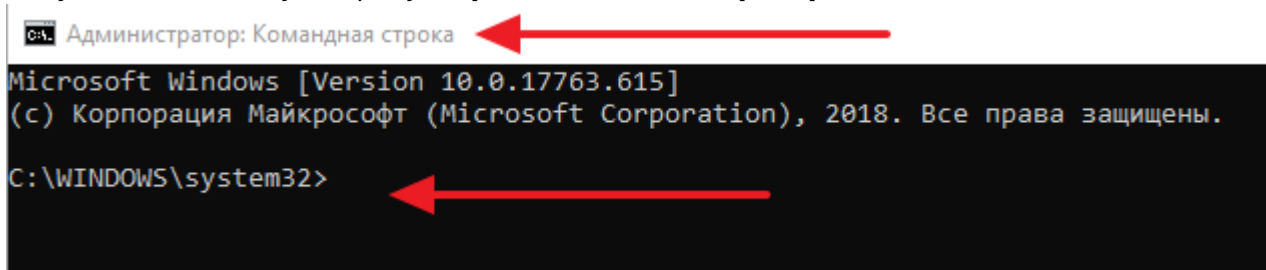 Администратор: Командная строка
Microsoft Windows [Version 10.0.17763.615]
(c) Корпорация Майкрософт (Microsoft Corporation), 2018. Все права защищены.
C:\WINDOWS\system32>